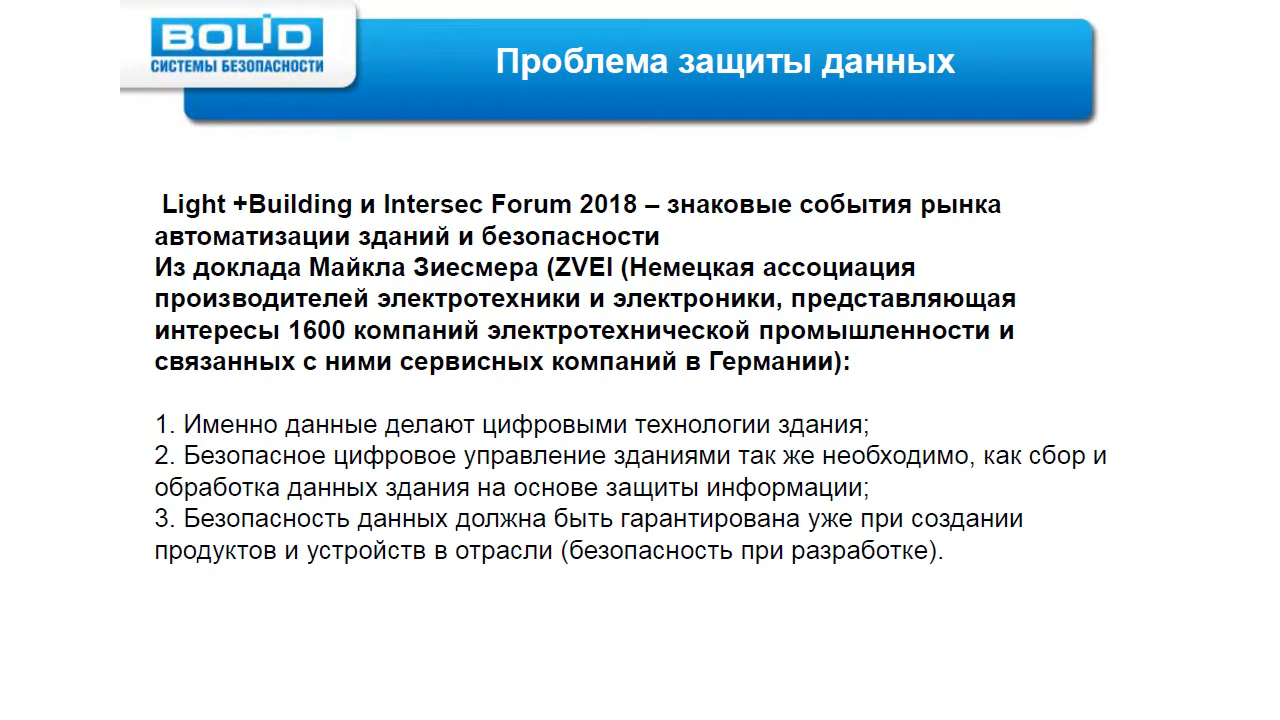 BOLID
СИСТЕМЫ БЕЗОПАСНОСТИ
Проблема защиты данных
Light +Building и Intersec Forum 2018 – знаковые события рынка
автоматизации зданий и безопасности
Из доклада Майкла Зиесмера (ZVEI (Немецкая ассоциация
производителей электротехники и электроники, представляющая
интересы 1600 компаний электротехнической промышленности и
связанных с ними сервисных компаний в Германии):
1. Именно данные делают цифровыми технологии здания;
2. Безопасное цифровое управление зданиями так же необходимо, как сбор и
обработка данных здания на основе защиты информации;
3. Безопасность данных должна быть гарантирована уже при создании
продуктов и устройств в отрасли (безопасность при разработке).